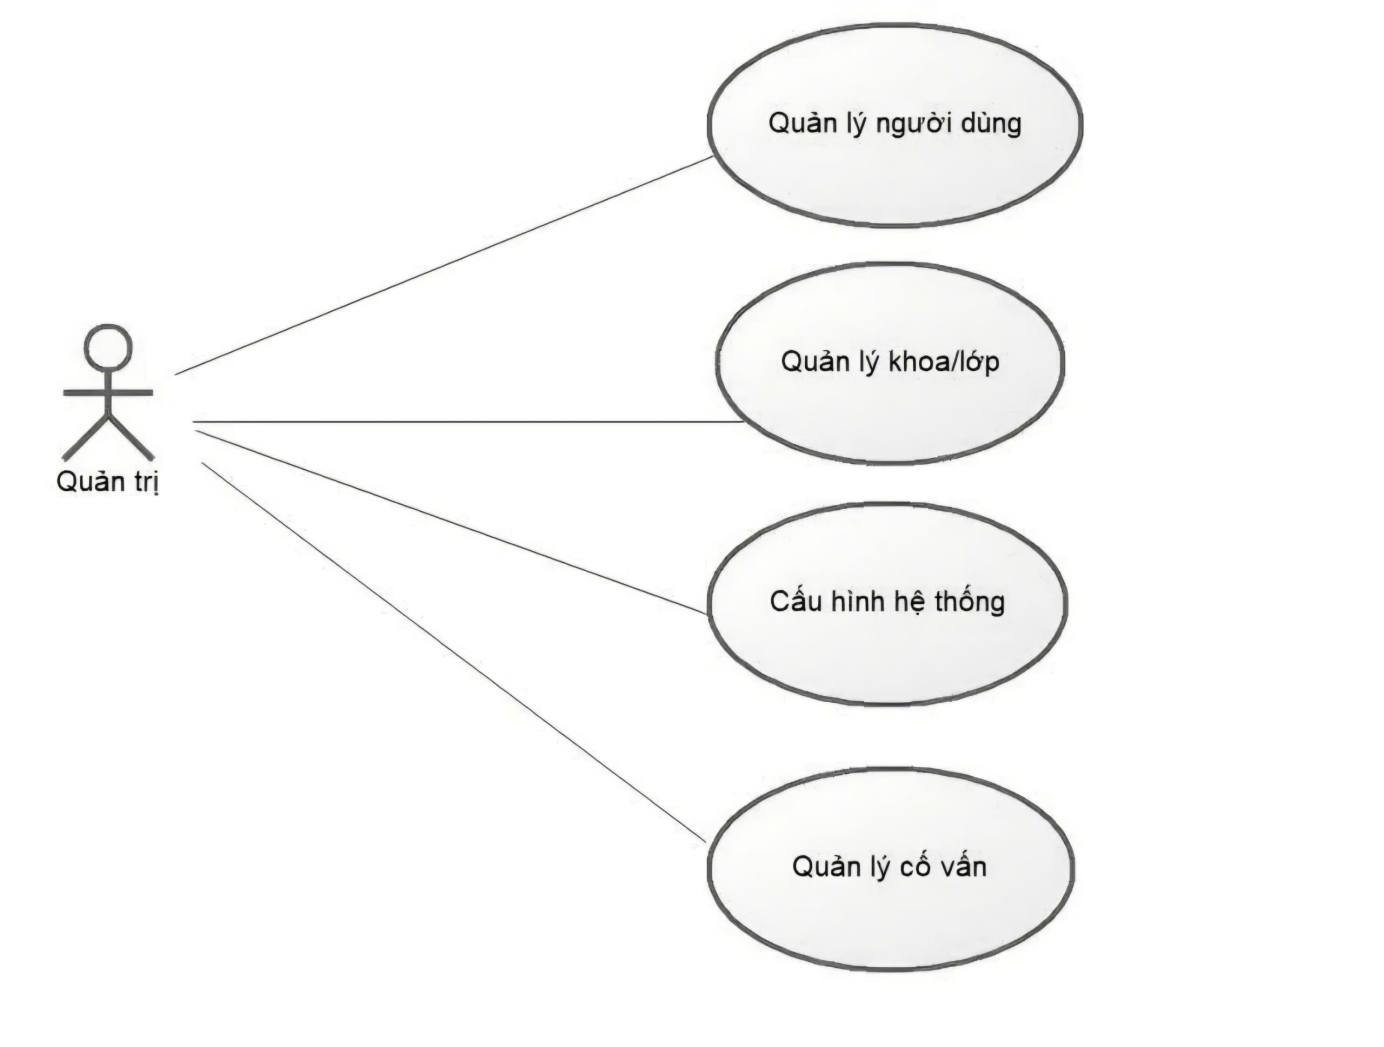 Quản lý người dùng
Quản lý khoa/lớp
Quản trị
Cấu hình hệ thống
Quản lý cố vấn